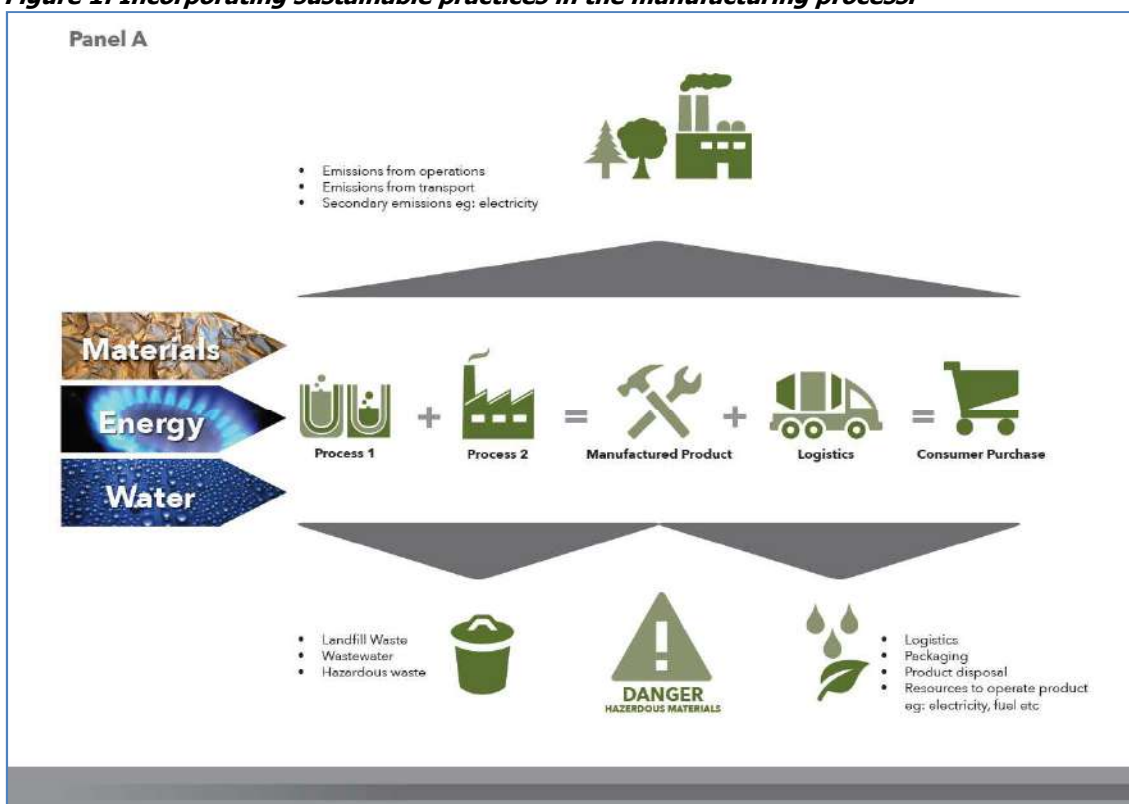 Figure 1: Incorporating sustainable practices in the manufacturing process.
Panel A
• Emissions from operations
• Emissions from transport
• Secondary emissions eg: electricity
Materials
Energy
Water
+ = + =
Process 1 Process 2 Manufactured Product Logistics Consumer Purchase
• Landfill Waste
• Wastewater
• Hazardous waste
DANGER
HAZERDOUS MATERIALS
• Logistics
• Packaging
• Product disposal
• Resources to operate product
eg: electricity, fuel etc